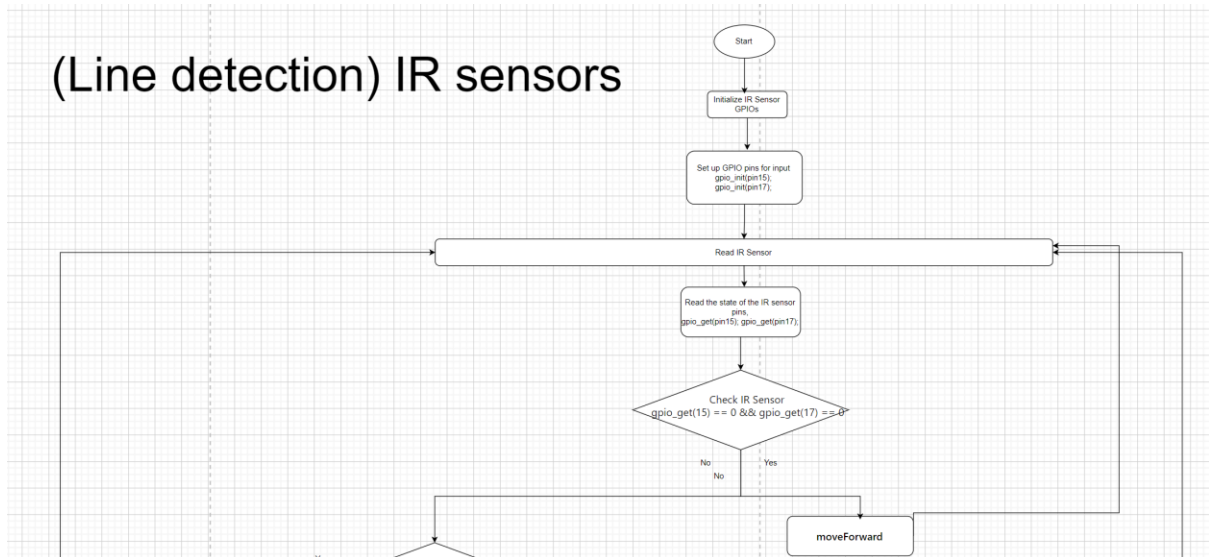 (Line detection) IR sensors
Start
Initialize IR Sensor
GPIOs
Set up GPIO pins for input
gpio_init(pin15);
gpio_init(pin17);
Read IR Sensor
Read the state of the IR sensor
pins,
gpio_get(pin15); gpio_get(pin17);
Check IR Sensor
gpio_get(15) == 0 && gpio_get(17) == 0
No
Yes
No
moveForward